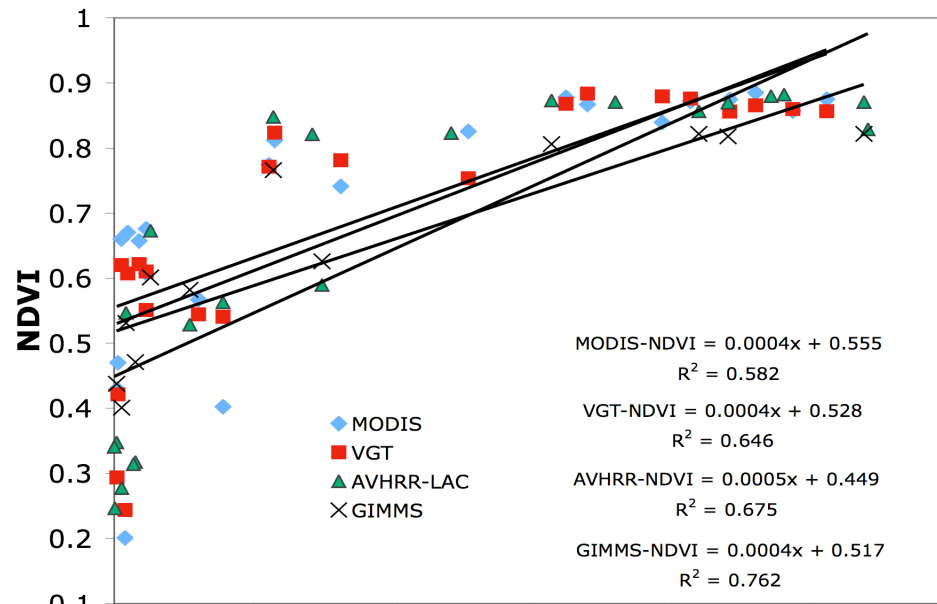 1
0.9
0.8
0.7
0.6
0.5
0.4
0.3
0.2
0.1
NDVI
MODIS
VGT
AVHRR-LAC
GIMMS
MODIS-NDVI = 0.0004x + 0.555
R² = 0.582
VGT-NDVI = 0.0004x + 0.528
R² = 0.646
AVHRR-NDVI = 0.0005x + 0.449
R² = 0.675
GIMMS-NDVI = 0.0004x + 0.517
R² = 0.762